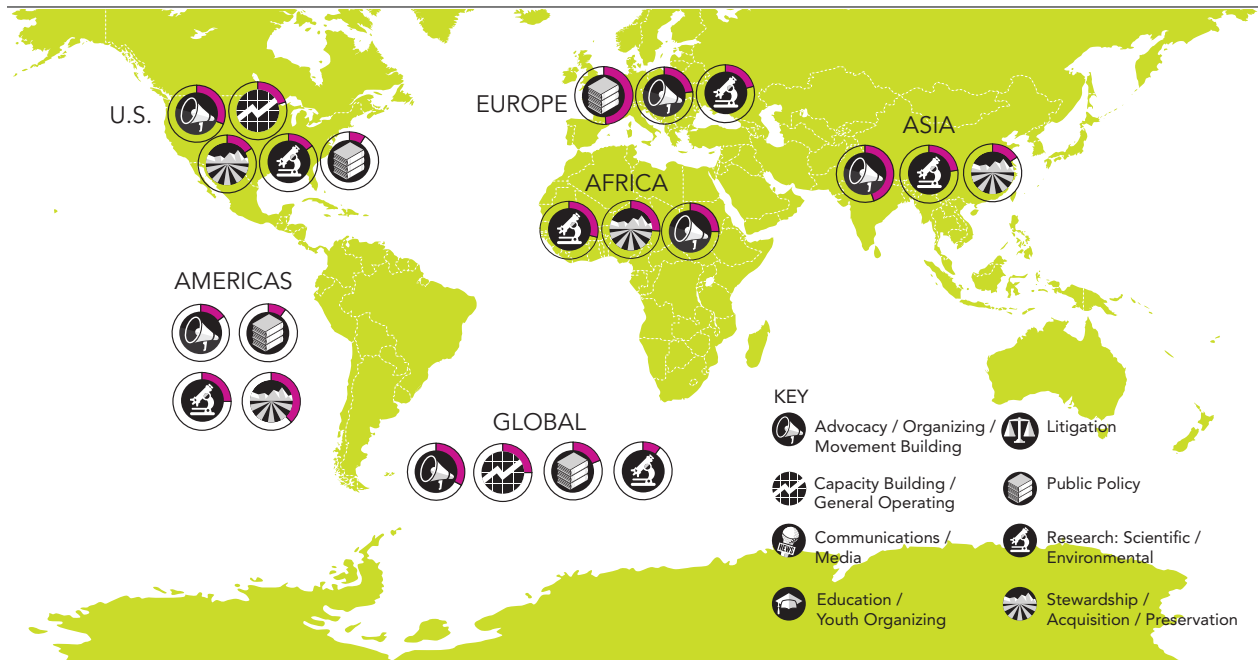 U.S.
EUROPE
ASIA
AFRICA
AMERICAS
GLOBAL
KEY
Advocacy / Organizing /
Movement Building
Capacity Building /
General Operating
Communications /
Media
NEWS
Education /
Youth Organizing
Litigation
Public Policy
Research: Scientific /
Environmental
Stewardship /
Acquisition / Preservation